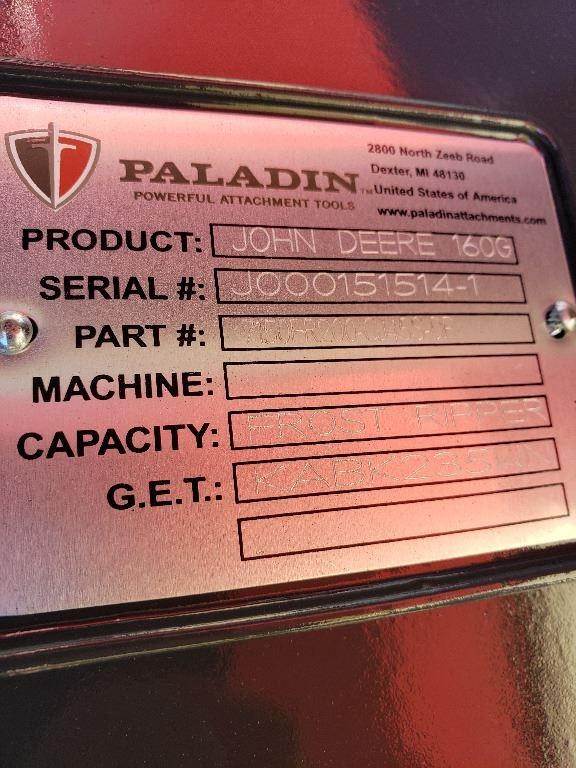 PALADIN™
POWERFUL ATTACHMENT TOOLS
2800 North Zeeb Road
Dexter, MI 48130
United States of America
www.paladinattachments.com
PRODUCT: JOHN DEERE 160G
SERIAL #: J000151514-1
PART #:
MACHINE:
CAPACITY: FROST RIPPER
G.E.T.: